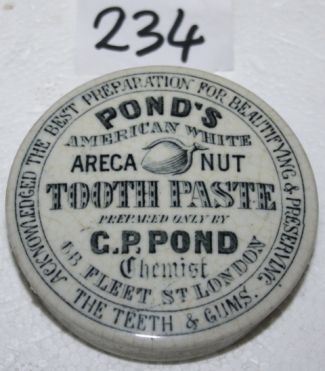 234
ACKNOWLEDGED THE BEST PREPARATION FOR BEAUTIFYING & PRESERVING
THE TEETH & GUMS.
POND'S
AMERICAN WHITE
ARECA NUT
TOOTH PASTE
PREPARED ONLY BY
G.P. POND
Chemist
68 FLEET ST LONDON